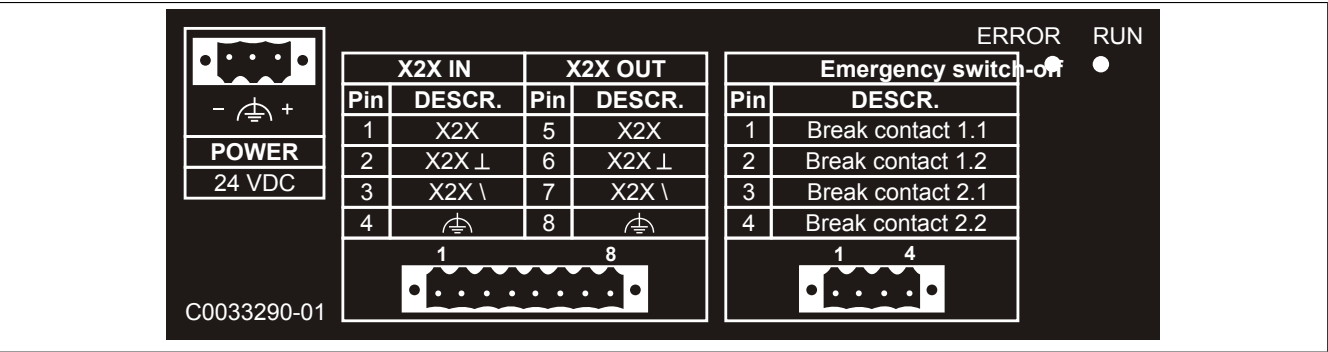 ERROR RUN
X2X IN X2X OUT Emergency switch-off
Pin DESCR. Pin DESCR. Pin DESCR.
- +
1 X2X 5 X2X 1 Break contact 1.1
POWER 2 X2X ⊥ 6 X2X ⊥ 2 Break contact 1.2
24 VDC 3 X2X \ 7 X2X \ 3 Break contact 2.1
4 8 4 Break contact 2.2
1 8 1 4
C0033290-01